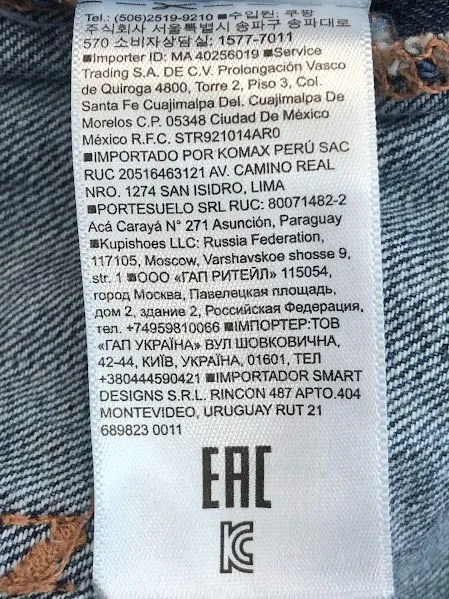 Tel.: (506)2519-9210 ■수입원: 쿠팡
주식회사 서울특별시 송파구 송파대로
570 소비자상담실: 1577-7011
■Importer ID: MA 40256019 ■Service
Trading S.A. DE C.V. Prolongación Vasco
de Quiroga 4800, Torre 2, Piso 3, Col.
Santa Fe Cuajimalpa Del. Cuajimalpa De
Morelos C.P. 05348 Ciudad De México
México R.F.C. STR921014AR0
■IMPORTADO POR KOMAX PERÚ SAC
RUC 20516463121 AV. CAMINO REAL
NRO. 1274 SAN ISIDRO, LIMA
■PORTESUELO SRL RUC: 80071482-2
Acá Carayá N° 271 Asunción, Paraguay
■Kupishoes LLC: Russia Federation,
117105, Moscow, Varshavskoe shosse 9,
str. 1 ■ООО «ГАП РИТЕЙЛ» 115054,
город Москва, Павелецкая площадь,
дом 2, здание 2, Российская Федерация,
тел. +74959810066 ■ІМПОРТЕР:ТОВ
«ГАП УКРАЇНА» ВУЛ ШОВКОВИЧНА,
42-44, КИЇВ, УКРАЇНА, 01601, ТЕЛ
+380444590421 ■IMPORTADOR SMART
DESIGNS S.R.L. RINCÓN 487 APTO.404
MONTEVIDEO, URUGUAY RUT 21
689823 0011
EAC
KC